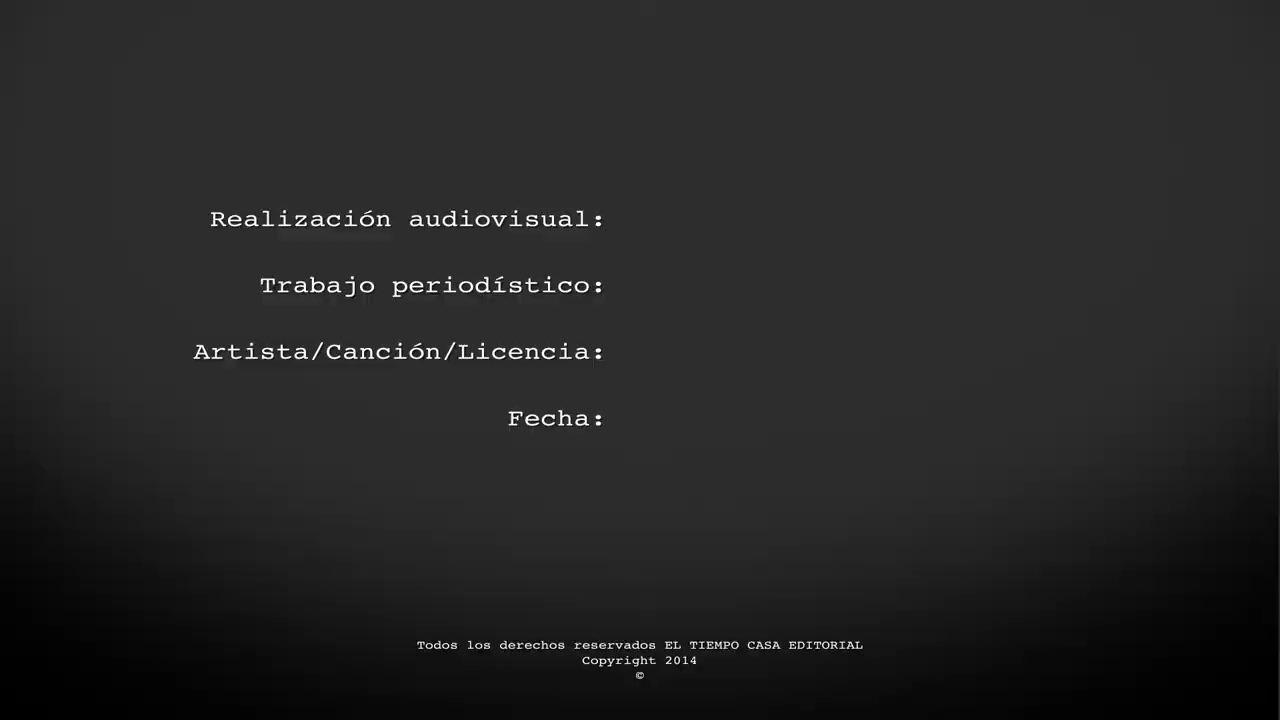 Realización audiovisual:
Trabajo periodístico:
Artista/Canción/Licencia:
Fecha:
Todos los derechos reservados EL TIEMPO CASA EDITORIAL
Copyright 2014
©